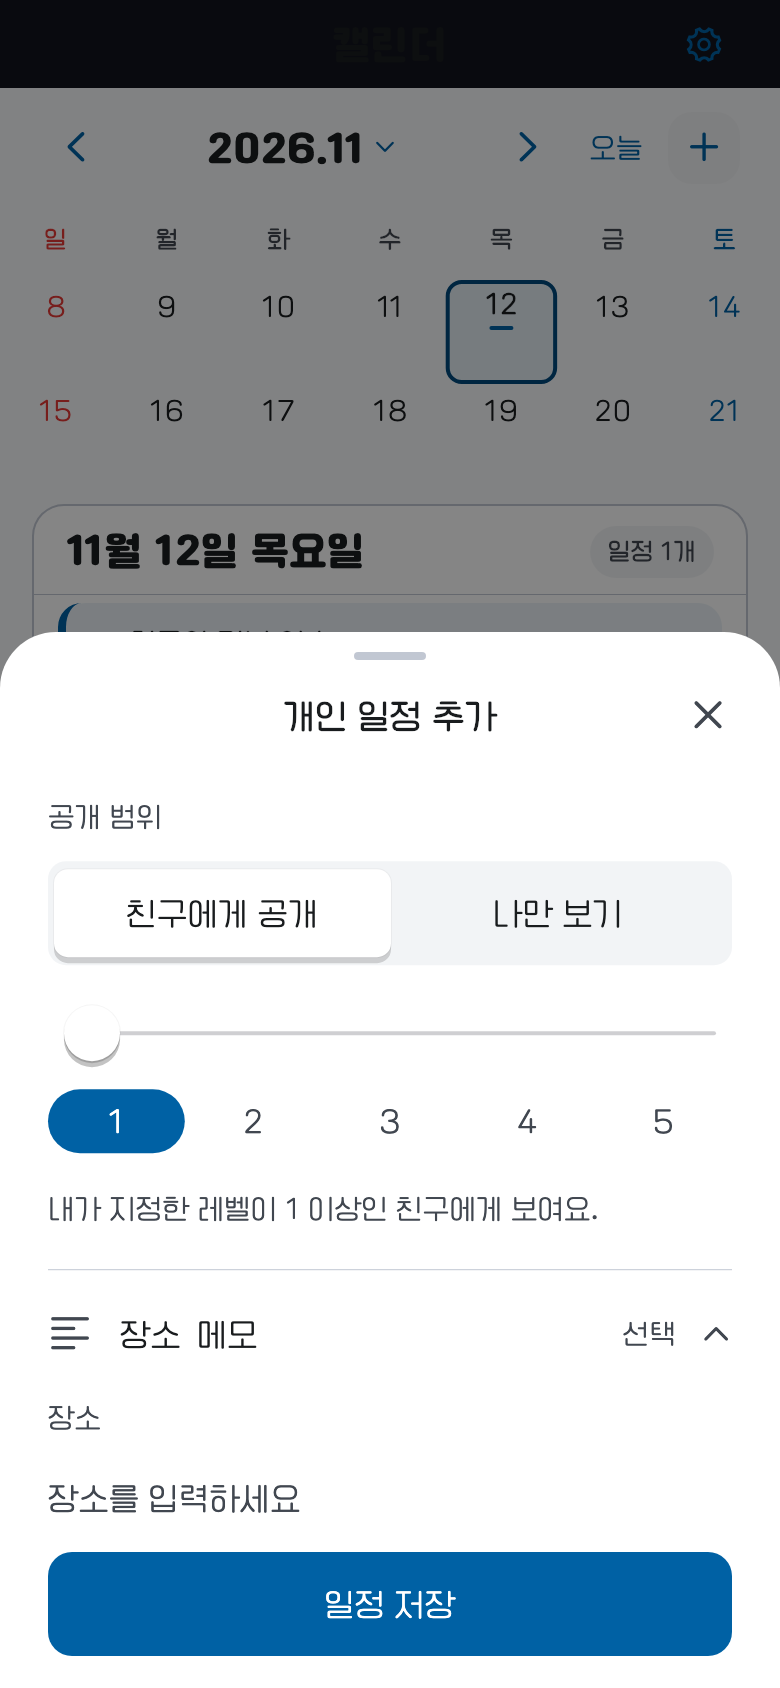 캘린더
2026.11
오늘
일 월 화 수 목 금 토
8 9 10 11 12 13 14
15 16 17 18 19 20 21
11월 12일 목요일
일정 1개
개인 일정 추가
공개 범위
친구에게 공개
나만 보기
1 2 3 4 5
내가 지정한 레벨이 1 이상인 친구에게 보여요.
장소 메모
선택
장소
장소를 입력하세요
일정 저장